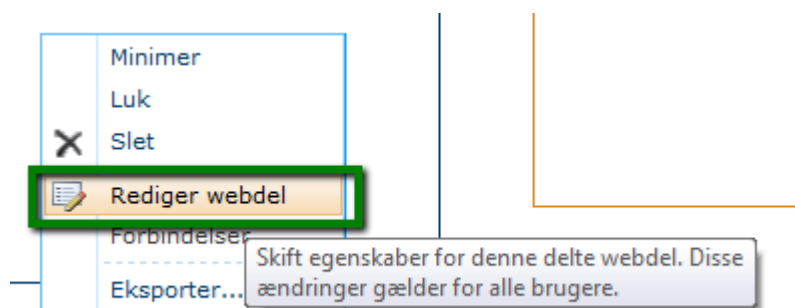 Minimer
Luk
Slet
Rediger webdel
Forbindelser
Skift egenskaber for denne delte webdel. Disse
ændringer gælder for alle brugere.
Eksporter...